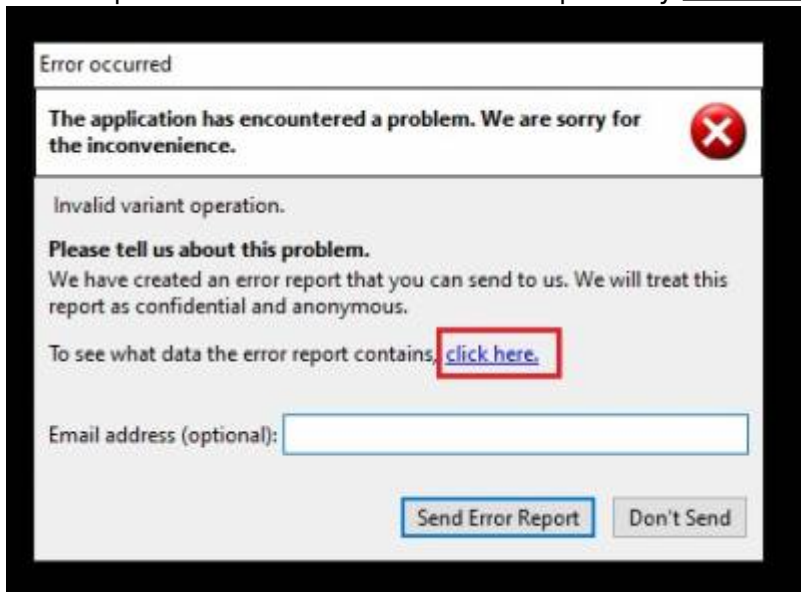 Error occurred
The application has encountered a problem. We are sorry for
the inconvenience.
Invalid variant operation.
Please tell us about this problem.
We have created an error report that you can send to us. We will treat this
report as confidential and anonymous.
To see what data the error report contains, click here.
Email address (optional):
Send Error Report
Don't Send